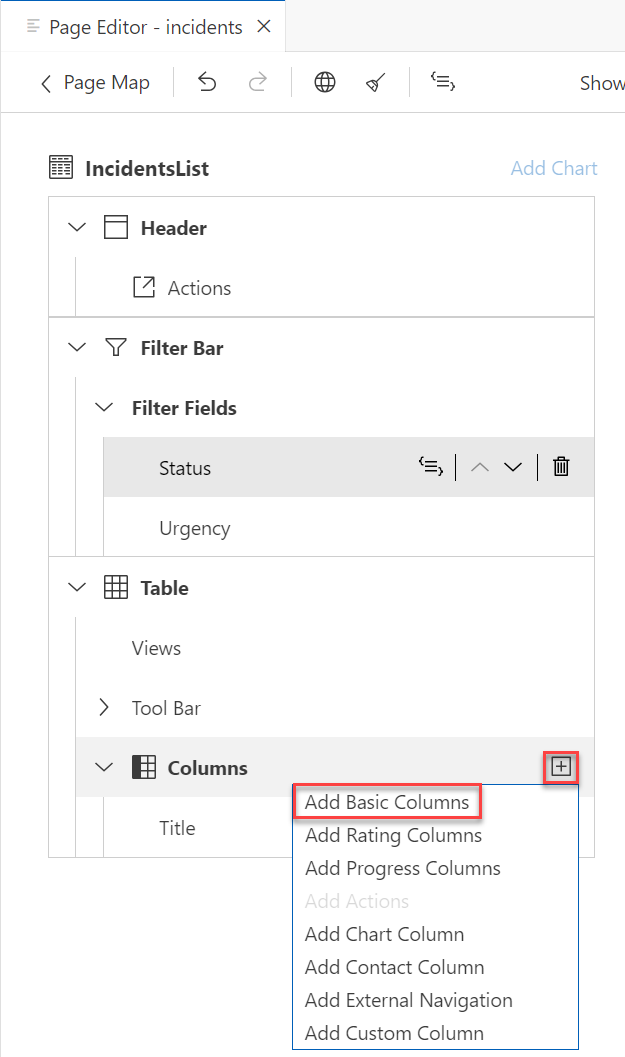 Page Editor - incidents
Page Map
Show
IncidentsList
Add Chart
Header
Actions
Filter Bar
Filter Fields
Status
Urgency
Table
Views
Tool Bar
Columns
Title
Add Basic Columns
Add Rating Columns
Add Progress Columns
Add Actions
Add Chart Column
Add Contact Column
Add External Navigation
Add Custom Column